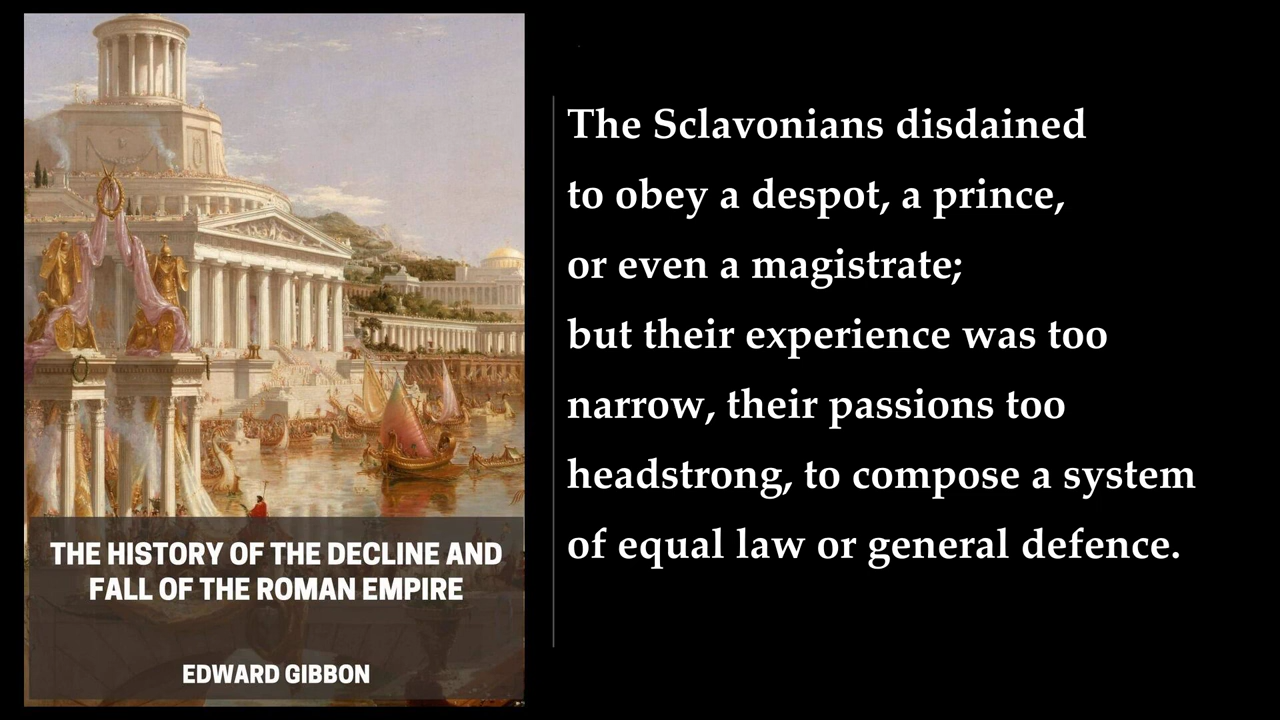 THE HISTORY OF THE DECLINE AND
FALL OF THE ROMAN EMPIRE
EDWARD GIBBON
The Sclavonians disdained
to obey a despot, a prince,
or even a magistrate;
but their experience was too
narrow, their passions too
headstrong, to compose a system
of equal law or general defence.